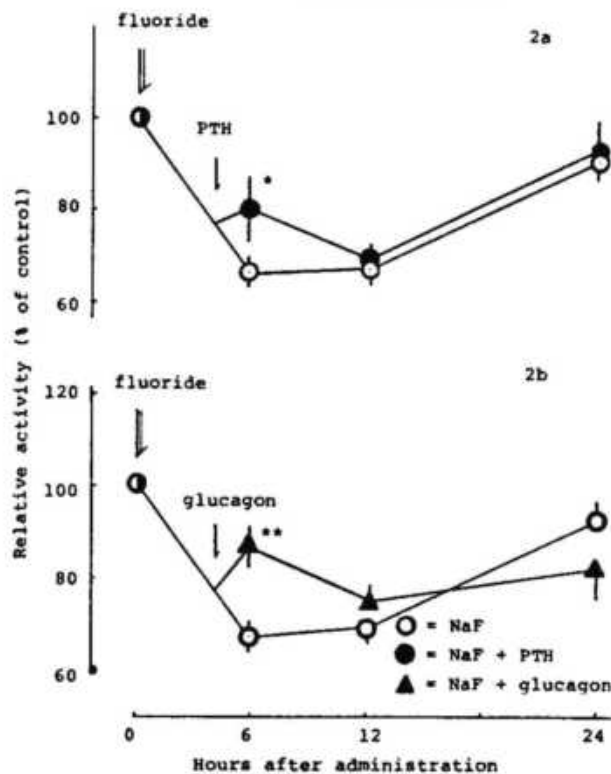 fluoride
2a
PTH
*
100
80
60
Relative activity (% of control)
fluoride
2b
120
glucagon
**
100
80
60
= NaF
= NaF + PTH
= NaF + glucagon
0 6 12 24
Hours after administration